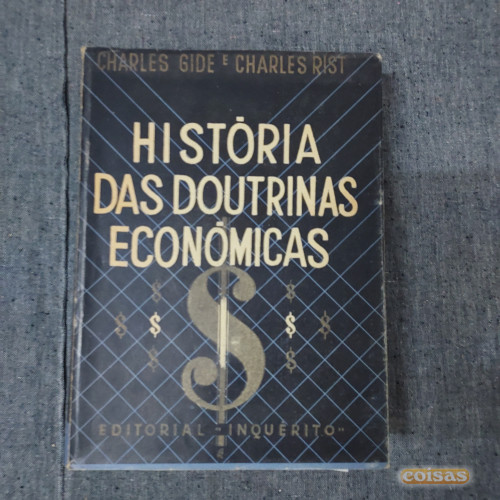 CHARLES GIDE E CHARLES RIST
HISTÓRIA
DAS DOUTRINAS
ECONÓMICAS
$
$ $ $ $
$ $ $ $
EDITORIAL "INQUÉRITO"
coisas